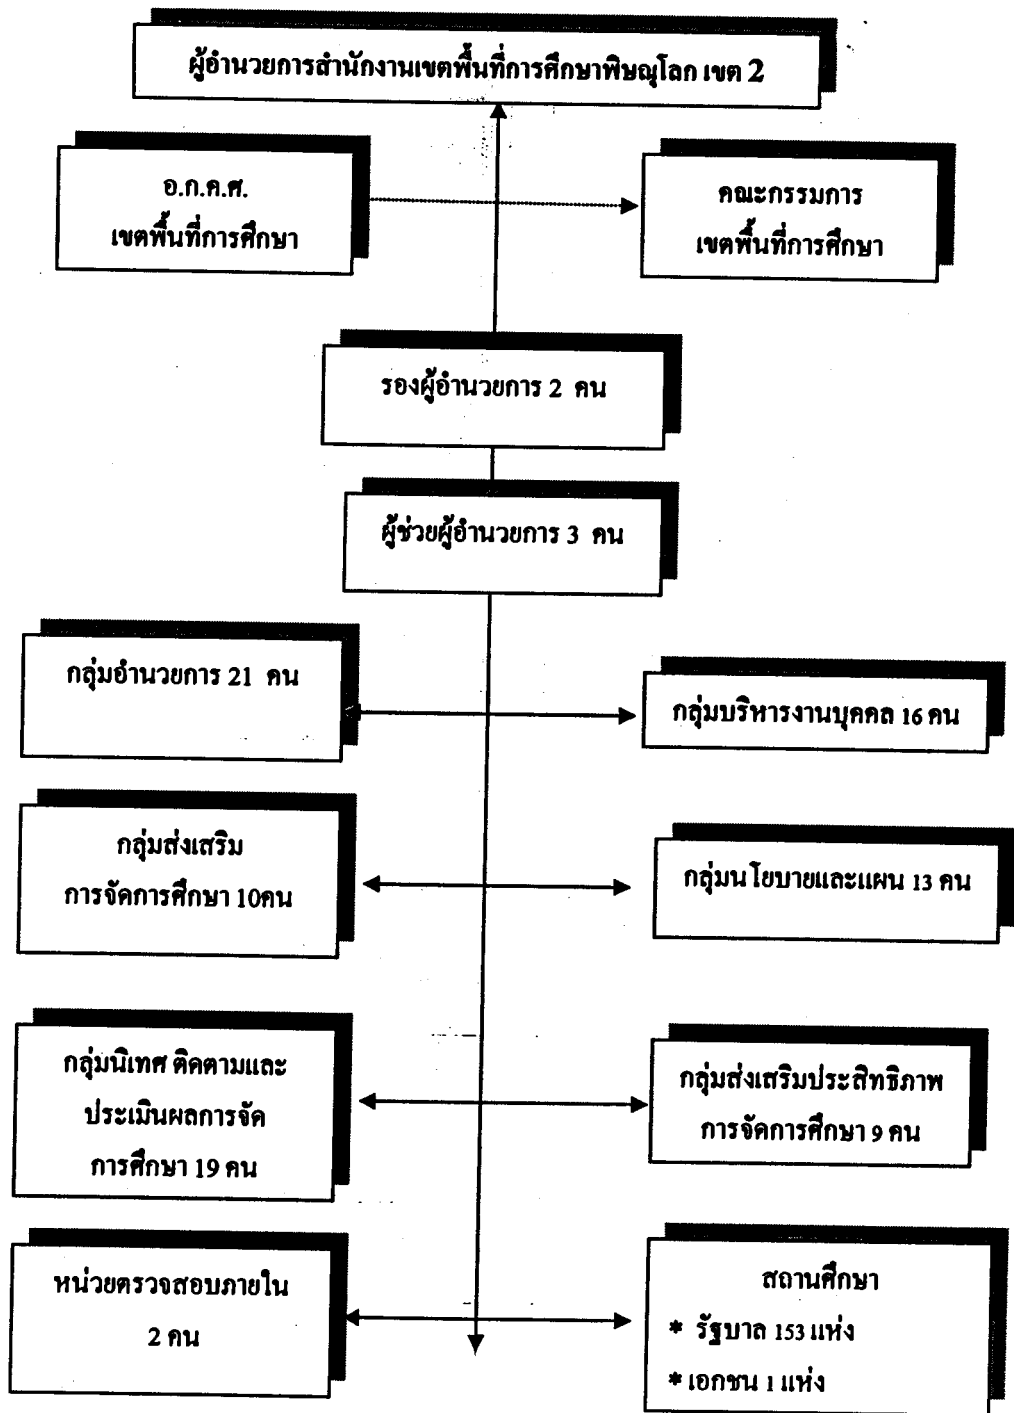 ผู้อำนวยการสำนักงานเขตพื้นที่การศึกษาพิษณุโลก เขต 2
อ.ก.ค.ศ.
เขตพื้นที่การศึกษา
คณะกรรมการ
เขตพื้นที่การศึกษา
รองผู้อำนวยการ 2 คน
ผู้ช่วยผู้อำนวยการ 3 คน
กลุ่มอำนวยการ 21 คน
กลุ่มบริหารงานบุคคล 16 คน
กลุ่มส่งเสริม
การจัดการศึกษา 10คน
กลุ่มนโยบายและแผน 13 คน
กลุ่มนิเทศ ติดตามและ
ประเมินผลการจัด
การศึกษา 19 คน
กลุ่มส่งเสริมประสิทธิภาพ
การจัดการศึกษา 9 คน
หน่วยตรวจสอบภายใน
2 คน
สถานศึกษา
* รัฐบาล 153 แห่ง
* เอกชน 1 แห่ง